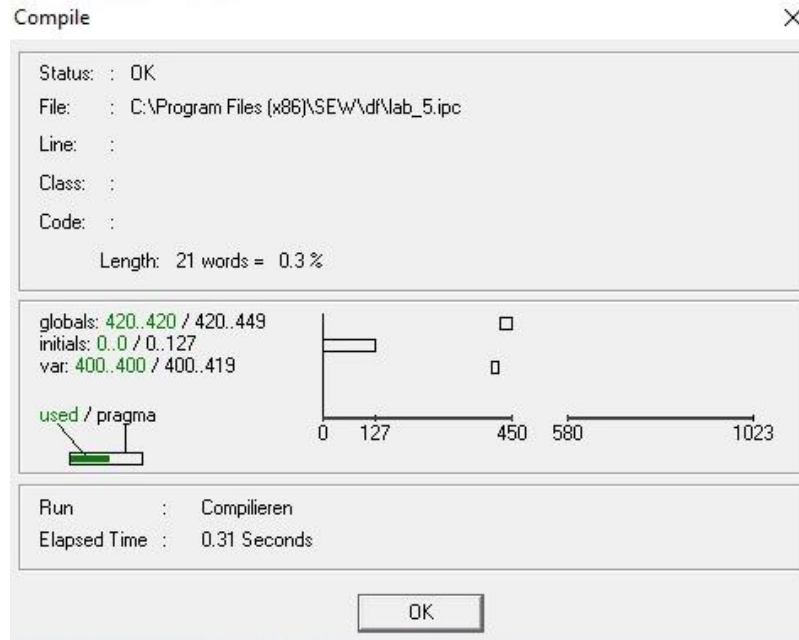 Compile
Status: : OK
File: : C:\Program Files (x86)\SEW\df\lab_5.ipc
Line: :
Class: :
Code: :
Length: 21 words = 0.3 %
globals: 420..420 / 420..449
initials: 0..0 / 0..127
var: 400..400 / 400..419
used / pragma
0 127 450 580 1023
Run : Compilieren
Elapsed Time : 0.31 Seconds
OK